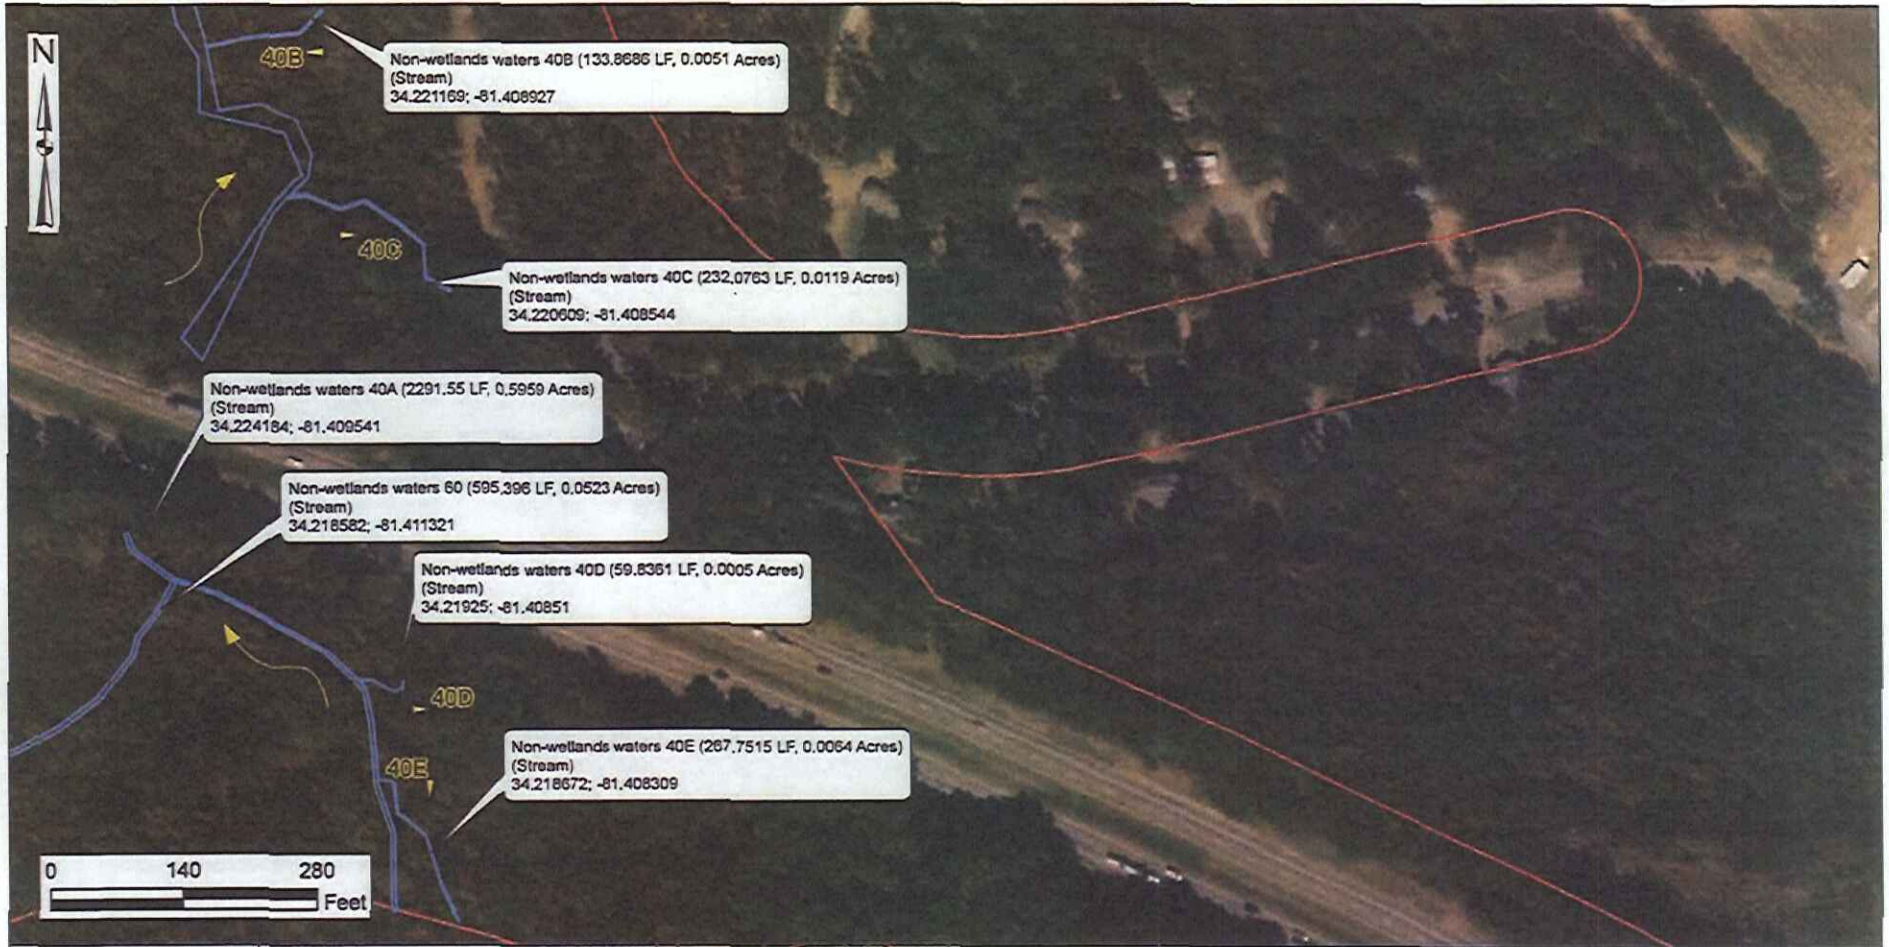 N
40B
Non-wetlands waters 40B (133.8686 LF, 0.0051 Acres)
(Stream)
34.221169; -81.408927
40C
Non-wetlands waters 40C (232.0763 LF, 0.0119 Acres)
(Stream)
34.220609; -81.408544
Non-wetlands waters 40A (2291.55 LF, 0.5959 Acres)
(Stream)
34.224184; -81.409541
Non-wetlands waters 60 (595.396 LF, 0.0523 Acres)
(Stream)
34.218582; -81.411321
Non-wetlands waters 40D (59.8361 LF, 0.0005 Acres)
(Stream)
34.21925; -81.40851
40D
Non-wetlands waters 40E (267.7515 LF, 0.0064 Acres)
(Stream)
34.218672; -81.408309
40E
0 140 280
Feet